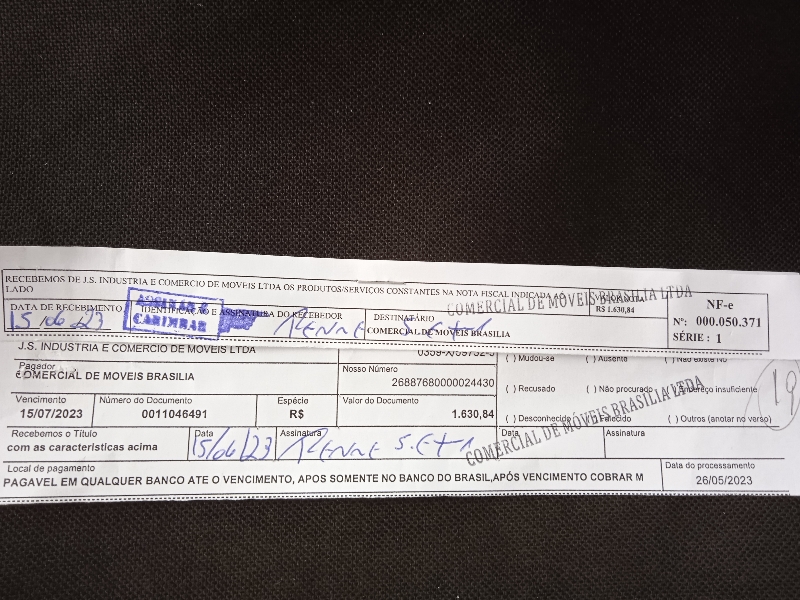 RECEBEMOS DE J.S. INDUSTRIA E COMERCIO DE MOVEIS LTDA OS PRODUTOS/SERVIÇOS CONSTANTES NA NOTA FISCAL INDICADA AO
LADO
COMERCIAL DE MÓVEIS BRASILIA LTDA
VALOR NOTA
R$ 1.630,84
NF-e
Nº: 000.050.371
SÉRIE : 1
DATA DE RECEBIMENTO
15/06/23
ASSINAR E
CARIMBAR
IDENTIFICAÇÃO E ASSINATURA DO RECEBEDOR
DESTINATÁRIO
COMERCIAL DE MOVEIS BRASILIA
J.S. INDUSTRIA E COMERCIO DE MOVEIS LTDA
Pagador
COMERCIAL DE MOVEIS BRASILIA
Nosso Número
26887680000024430
( ) Mudou-se ( ) Ausente ( ) Não existe No
( ) Recusado ( ) Não procurado ( ) Endereço insuficiente
( ) Desconhecido ( ) Falecido ( ) Outros (anotar no verso)
19
Vencimento Número do Documento Espécie Valor do Documento
15/07/2023 0011046491 R$ 1.630,84
COMERCIAL DE MÓVEIS BRASILIA LTDA
Recebemos o Título
com as caracteristicas acima
Data
15/06/23
Assinatura
Data
Assinatura
Local de pagamento
PAGAVEL EM QUALQUER BANCO ATE O VENCIMENTO, APOS SOMENTE NO BANCO DO BRASIL,APÓS VENCIMENTO COBRAR M
Data do processamento
26/05/2023